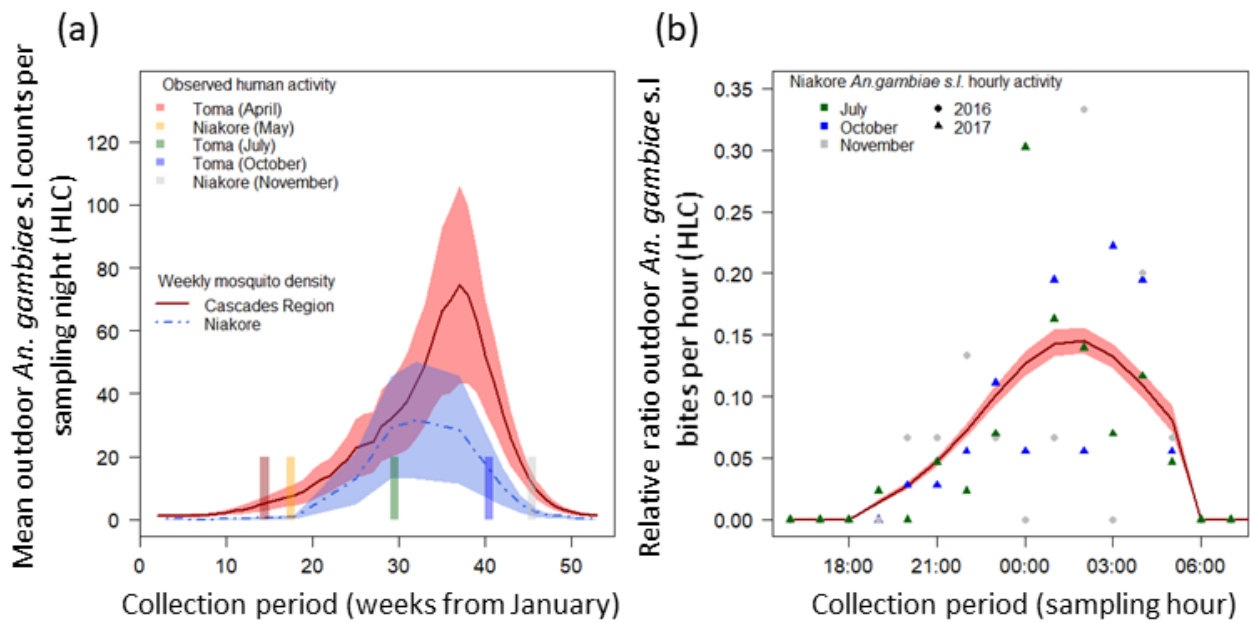 (a)
Mean outdoor An. gambiae s.l counts per
sampling night (HLC)
Observed human activity
Toma (April)
Niakore (May)
Toma (July)
Toma (October)
Niakore (November)
Weekly mosquito density
Cascades Region
Niakore
120
100
80
60
40
20
0
0 10 20 30 40 50
Collection period (weeks from January)
(b)
Relative ratio outdoor An. gambiae s.l
bites per hour (HLC)
Niakore An.gambiae s.l. hourly activity
July 2016
October 2017
November
0.35
0.30
0.25
0.20
0.15
0.10
0.05
0.00
18:00 21:00 00:00 03:00 06:00
Collection period (sampling hour)